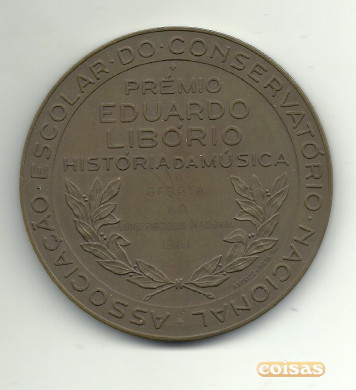 ASSOCIAÇÃO · ESCOLAR · DO · CONSERVATÓRIO · NACIONAL
PRÉMIO
EDUARDO
LIBÓRIO
HISTÓRIA DA MÚSICA
coisas